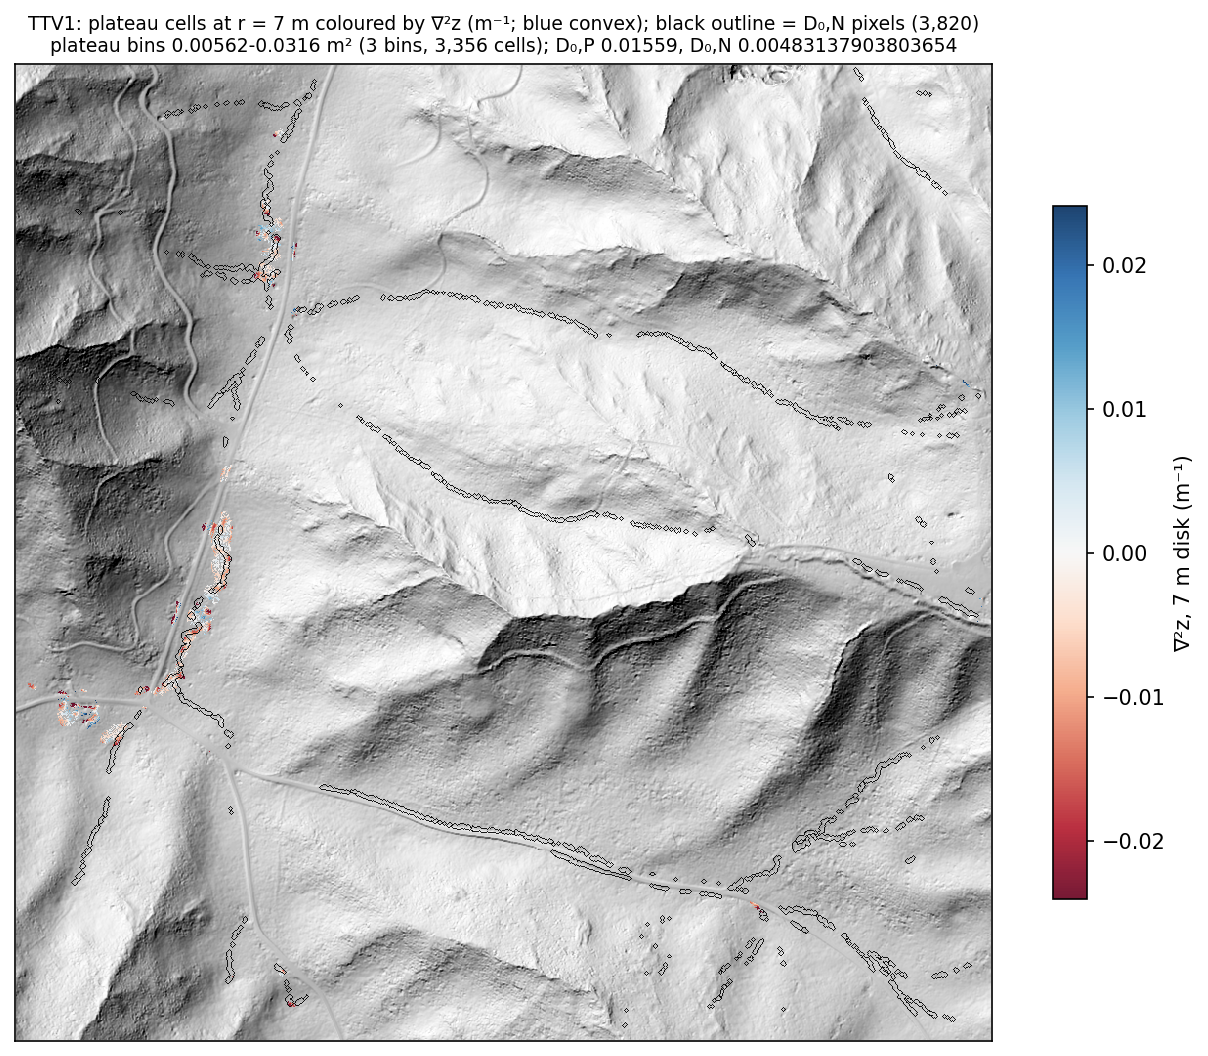 TTV1: plateau cells at r = 7 m coloured by ∇²z (m⁻¹; blue convex); black outline = D₀,N pixels (3,820)
plateau bins 0.00562-0.0316 m² (3 bins, 3,356 cells); D₀,P 0.01559, D₀,N 0.00483137903803654
0.02
0.01
0.00
−0.01
−0.02
∇²z, 7 m disk (m⁻¹)